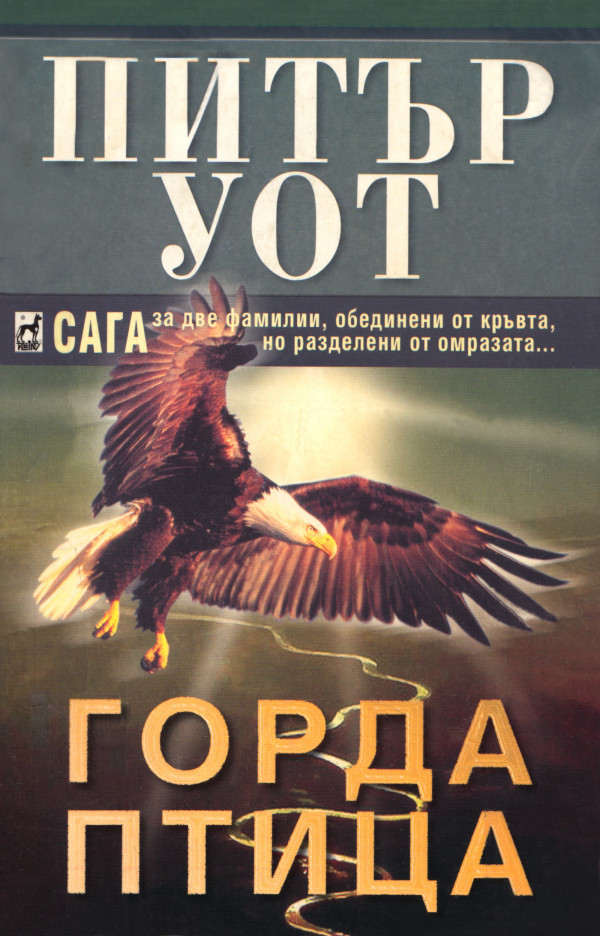 ПИТЪР
УОТ
САГА за две фамилии, обединени от кръвта,
но разделени от омразата...
ГОРДА
ПТИЦА